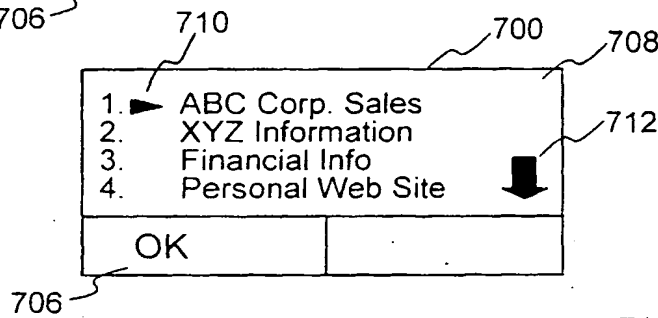 706
710
700
708
1. ABC Corp. Sales
2. XYZ Information
712
3. Financial Info
4. Personal Web Site
OK
706